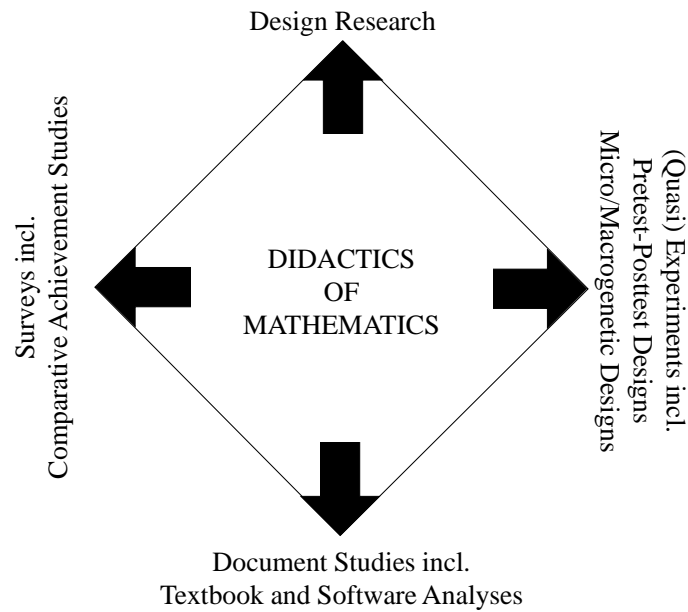 Design Research
Surveys incl.
Comparative Achievement Studies
DIDACTICS
OF
MATHEMATICS
(Quasi) Experiments incl.
Pretest-Posttest Designs
Micro/Macrogenetic Designs
Document Studies incl.
Textbook and Software Analyses